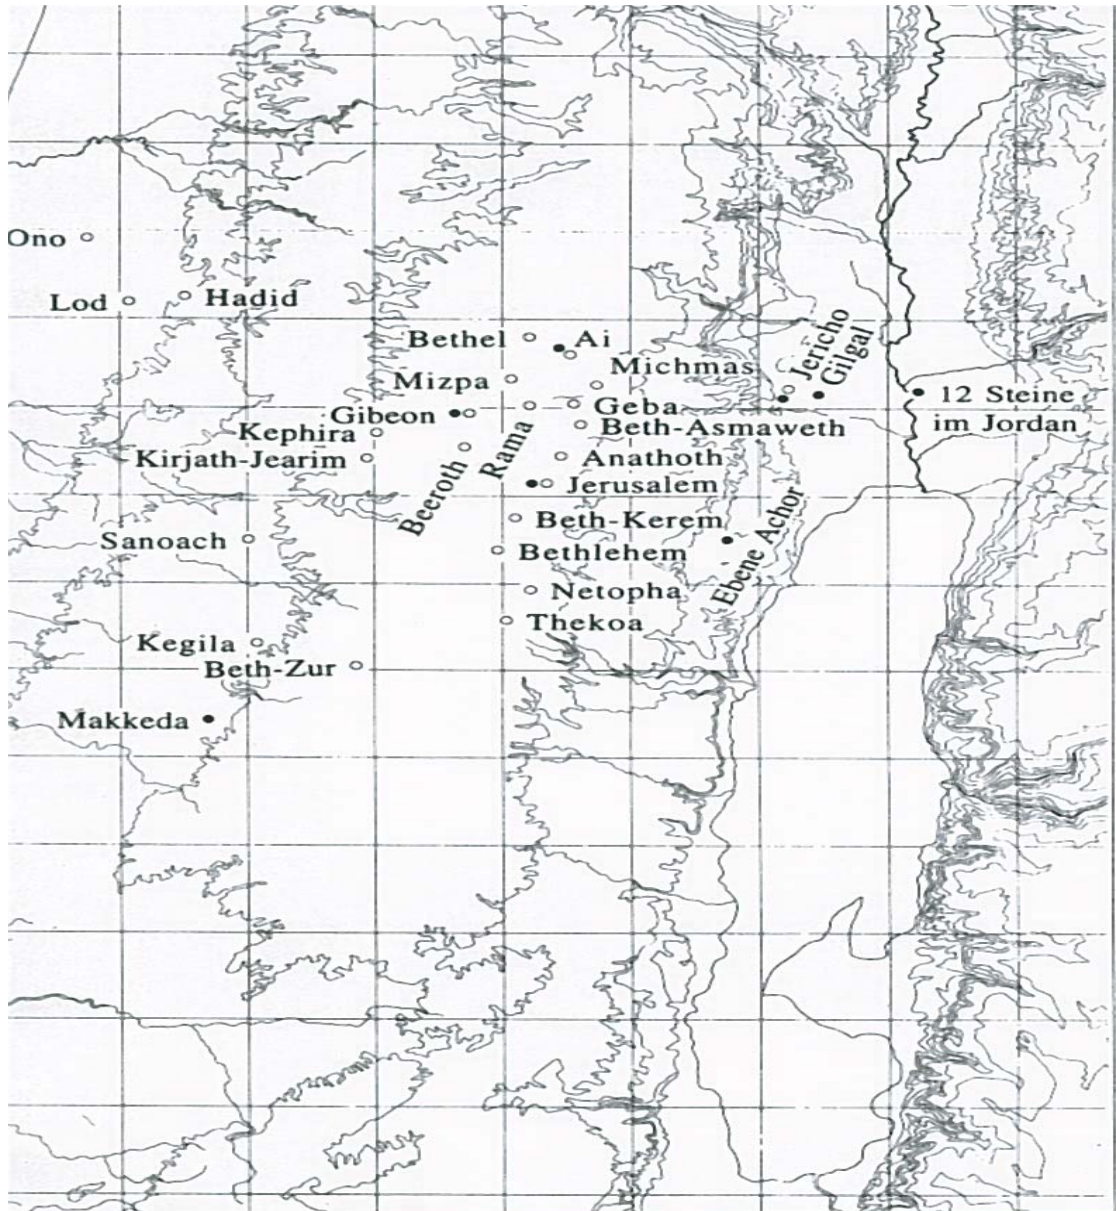 Ono
Lod
Hadid
Bethel
Ai
Jericho
Gilgal
Michmas
Mizpa
12 Steine
im Jordan
Gibeon
Geba
Rama
Kephira
Beth-Asmaweth
Kirjath-Jearim
Beeroth
Anathoth
Jerusalem
Beth-Kerem
Ebene Achor
Sanoach
Bethlehem
Netopha
Thekoa
Kegila
Beth-Zur
Makkeda